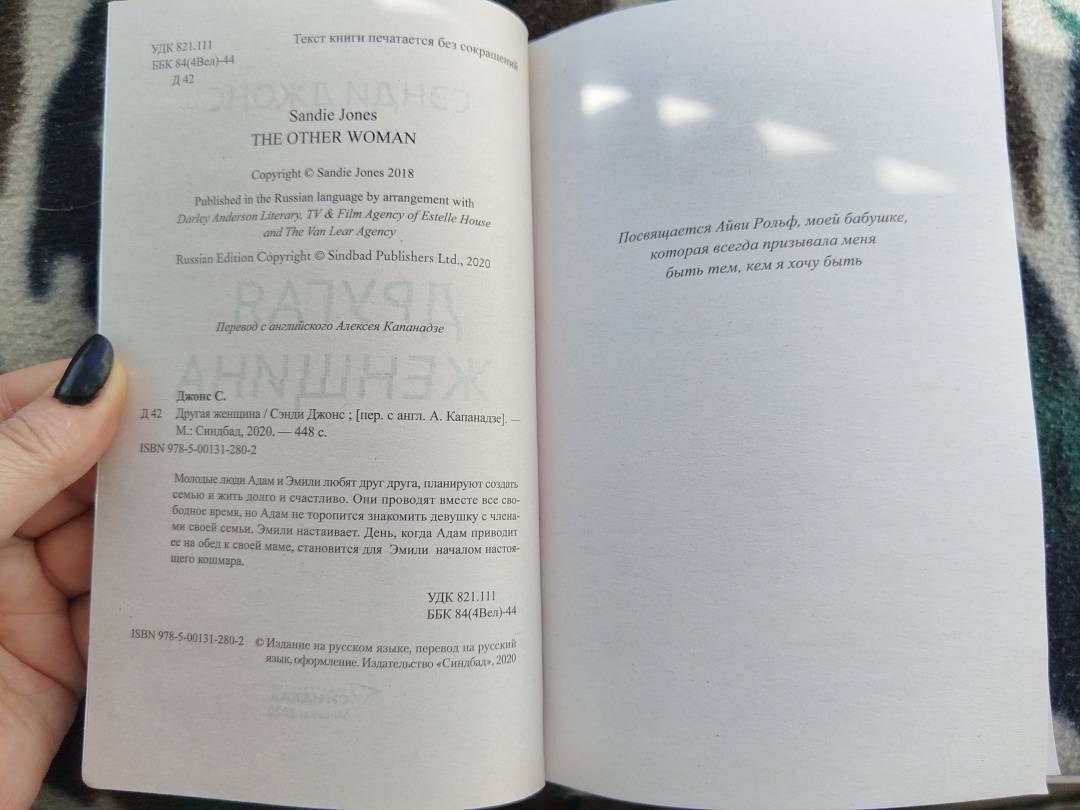 УДК 821.111
ББК 84(4Вел)-44
Д 42
Текст книги печатается без сокращений
Sandie Jones
THE OTHER WOMAN
Copyright © Sandie Jones 2018
Published in the Russian language by arrangement with
Darley Anderson Literary, TV & Film Agency of Estelle House
and The Van Lear Agency
Russian Edition Copyright © Sindbad Publishers Ltd., 2020
Перевод с английского Алексея Капанадзе
Джонс С.
Д 42 Другая женщина / Сэнди Джонс ; [пер. с англ. А. Капанадзе]. —
М.: Синдбад, 2020. — 448 с.
ISBN 978-5-00131-280-2
Молодые люди Адам и Эмили любят друг друга, планируют создать
семью и жить долго и счастливо. Они проводят вместе все сво-
бодное время, но Адам не торопится знакомить девушку с члена-
ми своей семьи. Эмили настаивает. День, когда Адам приводит
ее на обед к своей маме, становится для Эмили началом настоя-
щего кошмара.
УДК 821.111
ББК 84(4Вел)-44
ISBN 978-5-00131-280-2 © Издание на русском языке, перевод на русский
язык, оформление. Издательство «Синдбад», 2020
Посвящается Айви Рольф, моей бабушке,
которая всегда призывала меня
быть тем, кем я хочу быть